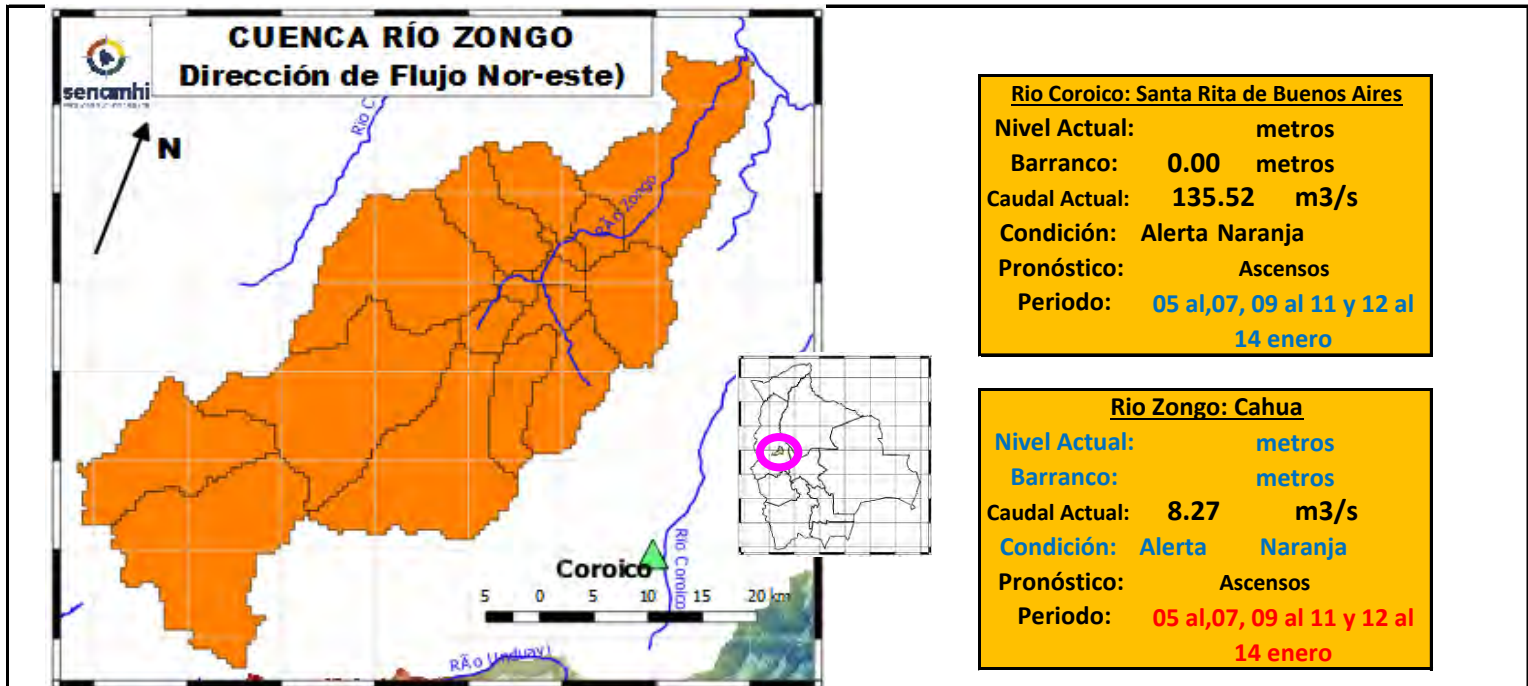 CUENCA RÍO ZONGO
Dirección de Flujo Nor-este)
senamhi
N
Río C
RÃo Zongo
Coroico
Río Coroico
5 0 5 10 15 20 km
RÃo Unduavi
Rio Coroico: Santa Rita de Buenos Aires
Nivel Actual: metros
Barranco: 0.00 metros
Caudal Actual: 135.52 m3/s
Condición: Alerta Naranja
Pronóstico: Ascensos
Periodo: 05 al,07, 09 al 11 y 12 al
14 enero
Rio Zongo: Cahua
Nivel Actual: metros
Barranco: metros
Caudal Actual: 8.27 m3/s
Condición: Alerta Naranja
Pronóstico: Ascensos
Periodo: 05 al,07, 09 al 11 y 12 al
14 enero